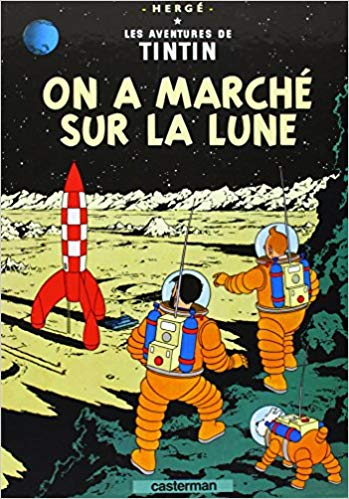 -HERGÉ-
LES AVENTURES DE
TINTIN
ON A MARCHÉ
SUR LA LUNE
casterman